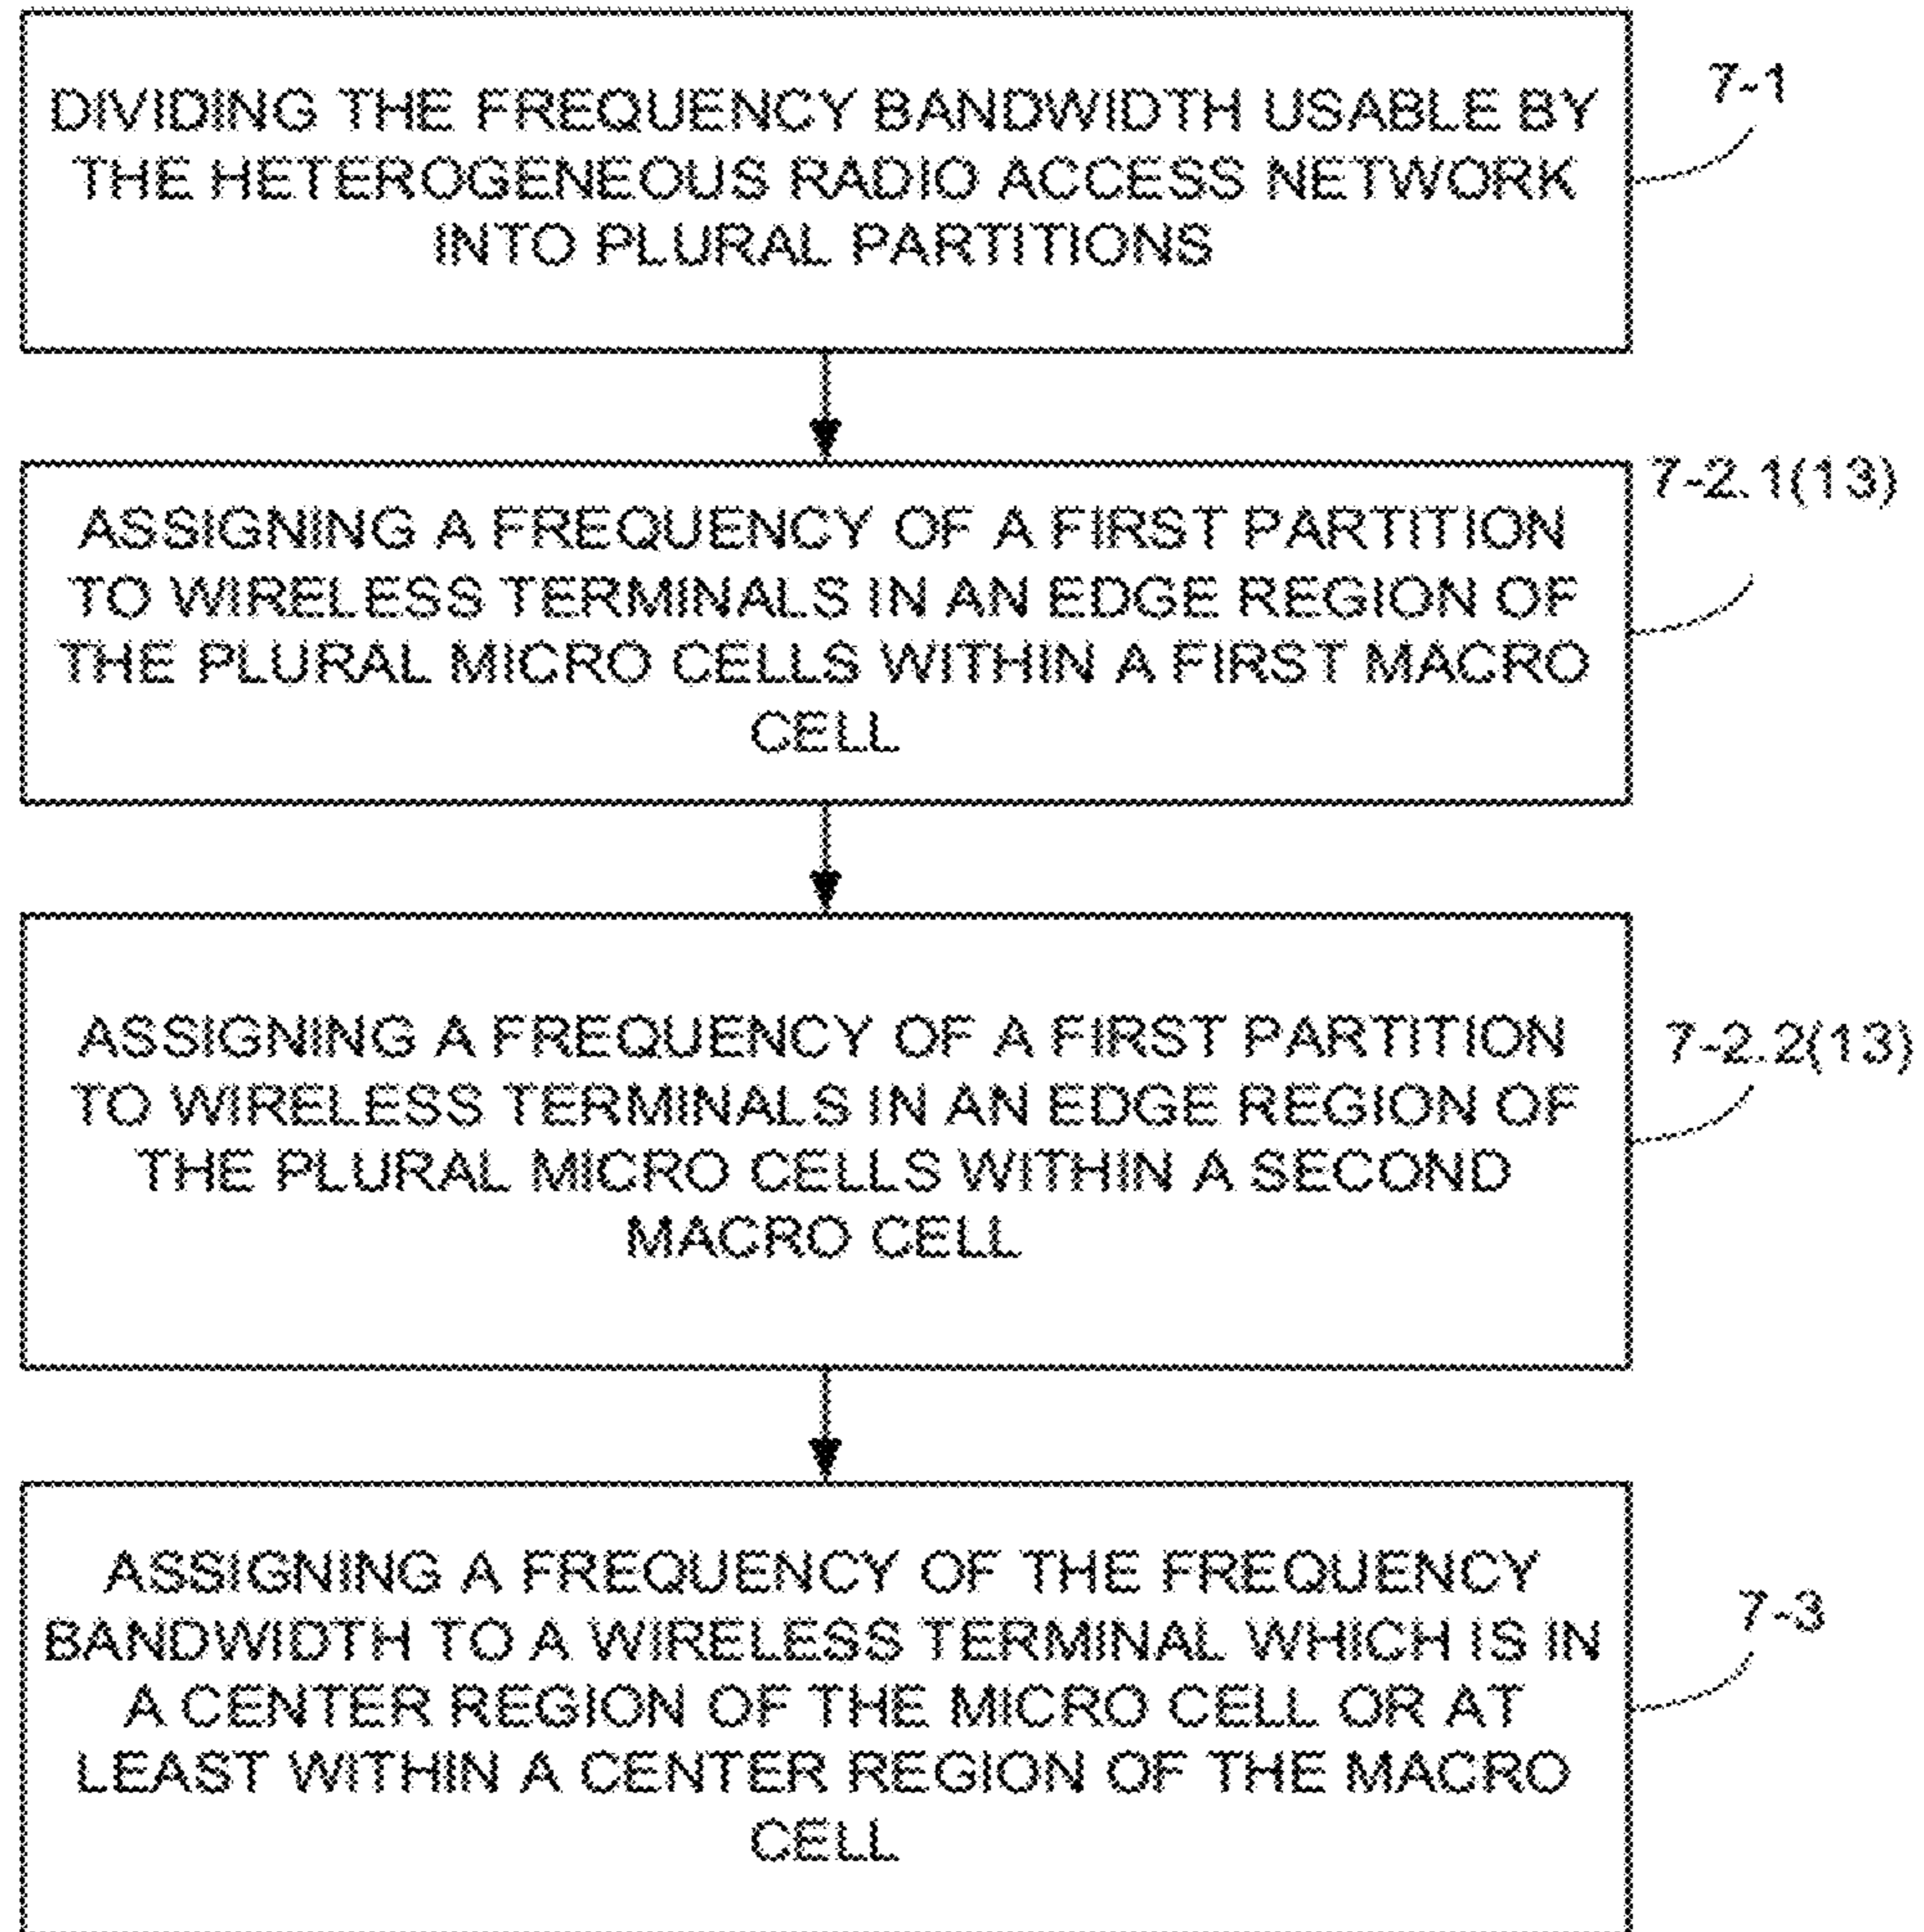 DIVIDING THE FREQUENCY BANDWIDTH USABLE BY
THE HETEROGENEOUS RADIO ACCESS NETWORK
INTO PLURAL PARTITIONS
7-1
ASSIGNING A FREQUENCY OF A FIRST PARTITION
TO WIRELESS TERMINALS IN AN EDGE REGION OF
THE PLURAL MICRO CELLS WITHIN A FIRST MACRO
CELL
7-2.1(13)
ASSIGNING A FREQUENCY OF A FIRST PARTITION
TO WIRELESS TERMINALS IN AN EDGE REGION OF
THE PLURAL MICRO CELLS WITHIN A SECOND
MACRO CELL
7-2.2(13)
ASSIGNING A FREQUENCY OF THE FREQUENCY
BANDWIDTH TO A WIRELESS TERMINAL WHICH IS IN
A CENTER REGION OF THE MICRO CELL OR AT
LEAST WITHIN A CENTER REGION OF THE MACRO
CELL
7-3